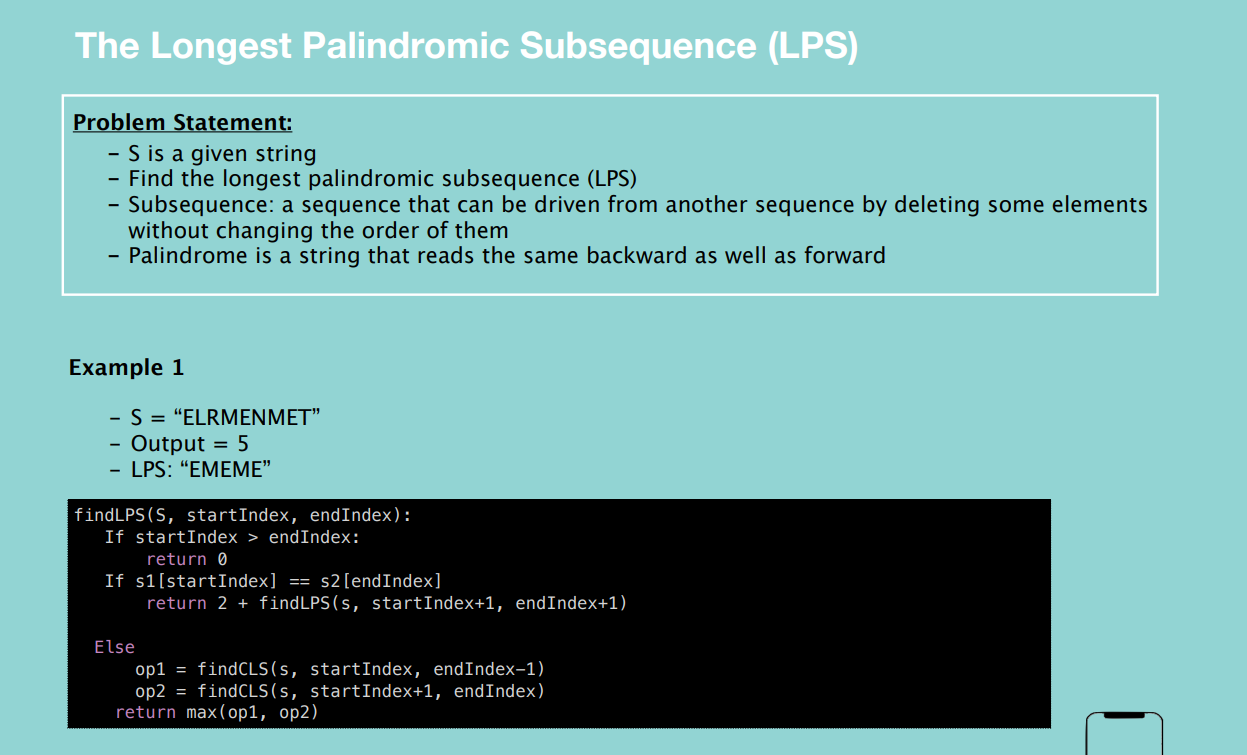 The Longest Palindromic Subsequence (LPS)
Problem Statement:
– S is a given string
– Find the longest palindromic subsequence (LPS)
– Subsequence: a sequence that can be driven from another sequence by deleting some elements
without changing the order of them
– Palindrome is a string that reads the same backward as well as forward
Example 1
– S = “ELRMENMET”
– Output = 5
– LPS: “EMEME”
findLPS(S, startIndex, endIndex):
If startIndex > endIndex:
return 0
If s1[startIndex] == s2[endIndex]
return 2 + findLPS(s, startIndex+1, endIndex+1)
Else
op1 = findCLS(s, startIndex, endIndex–1)
op2 = findCLS(s, startIndex+1, endIndex)
return max(op1, op2)